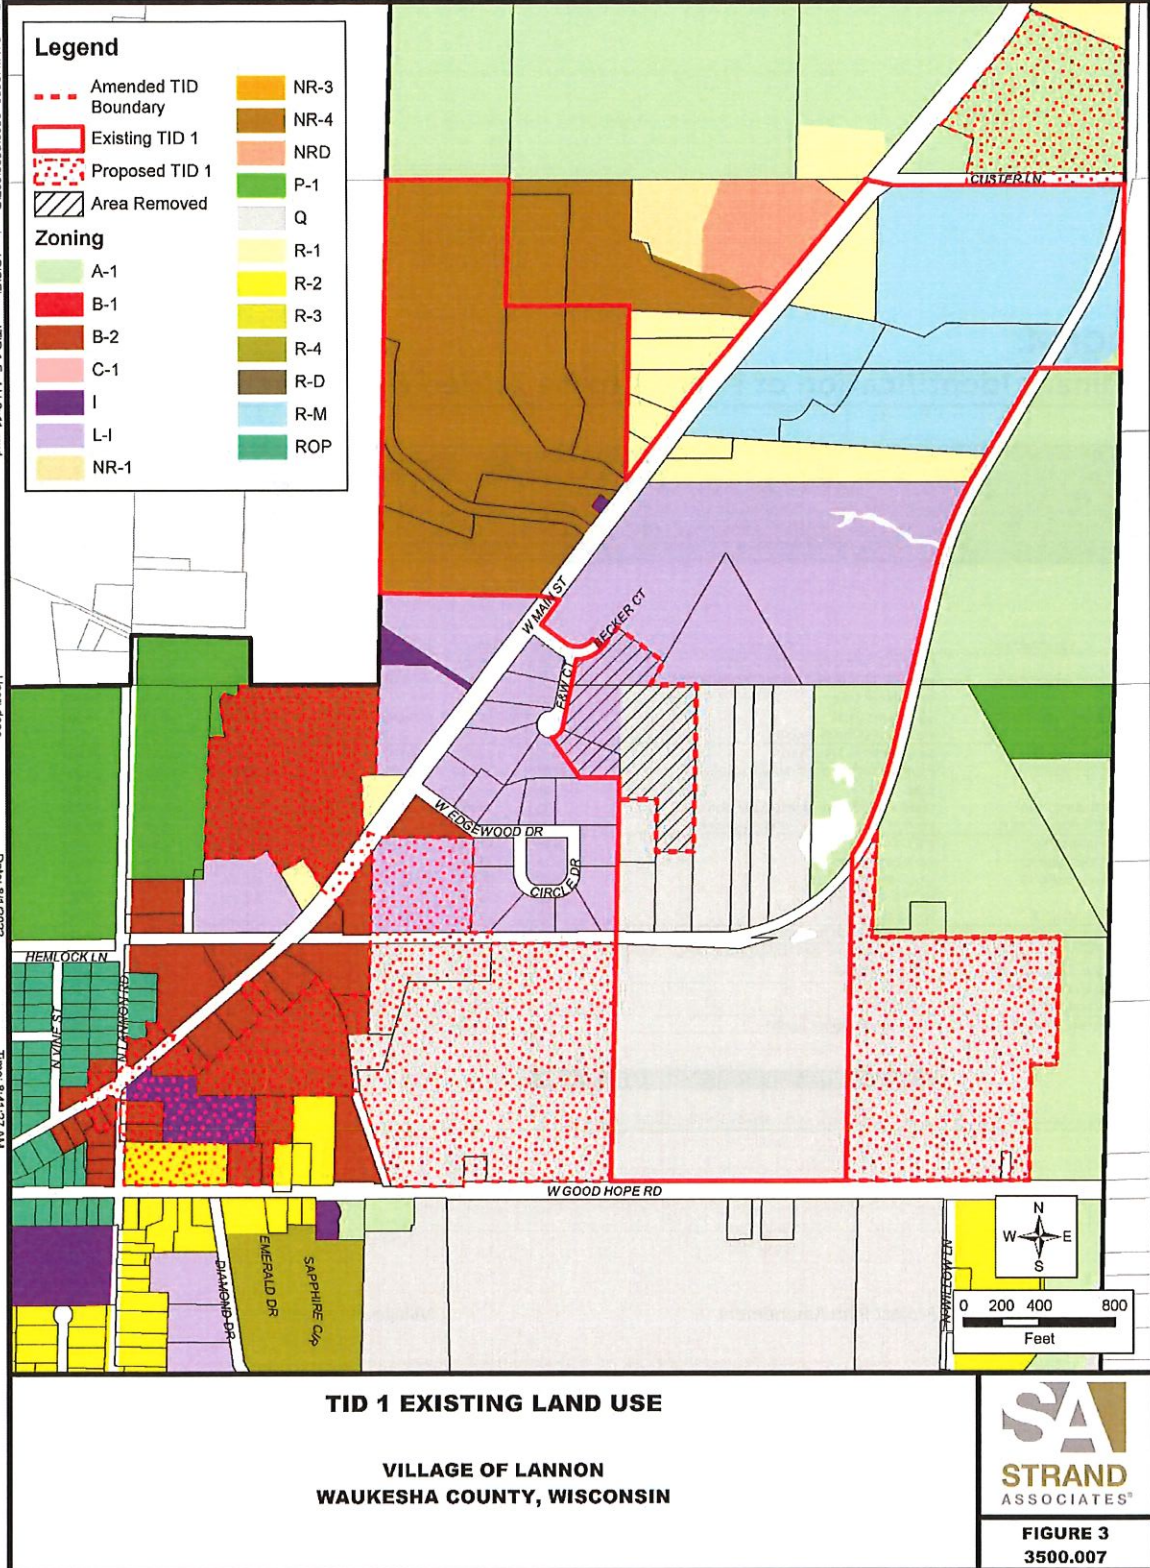 Legend
Amended TID
Boundary
Existing TID 1
Proposed TID 1
Area Removed
Zoning
A-1
B-1
B-2
C-1
I
L-I
NR-1
NR-3
NR-4
NRD
P-1
Q
R-1
R-2
R-3
R-4
R-D
R-M
ROP
CUSTER LN
W MAIN ST
BECKER CT
F&W CT
W EDGEWOOD DR
CIRCLE DR
HEMLOCK LN
N VINE ST
N LANNON RD
W GOOD HOPE RD
DIAMOND DR
EMERALD DR
SAPPHIRE CIR
N WILLOW LN
N
W E
S
0 200 400 800
Feet
TID 1 EXISTING LAND USE
VILLAGE OF LANNON
WAUKESHA COUNTY, WISCONSIN
SA
STRAND
ASSOCIATES®
FIGURE 3
3500.007